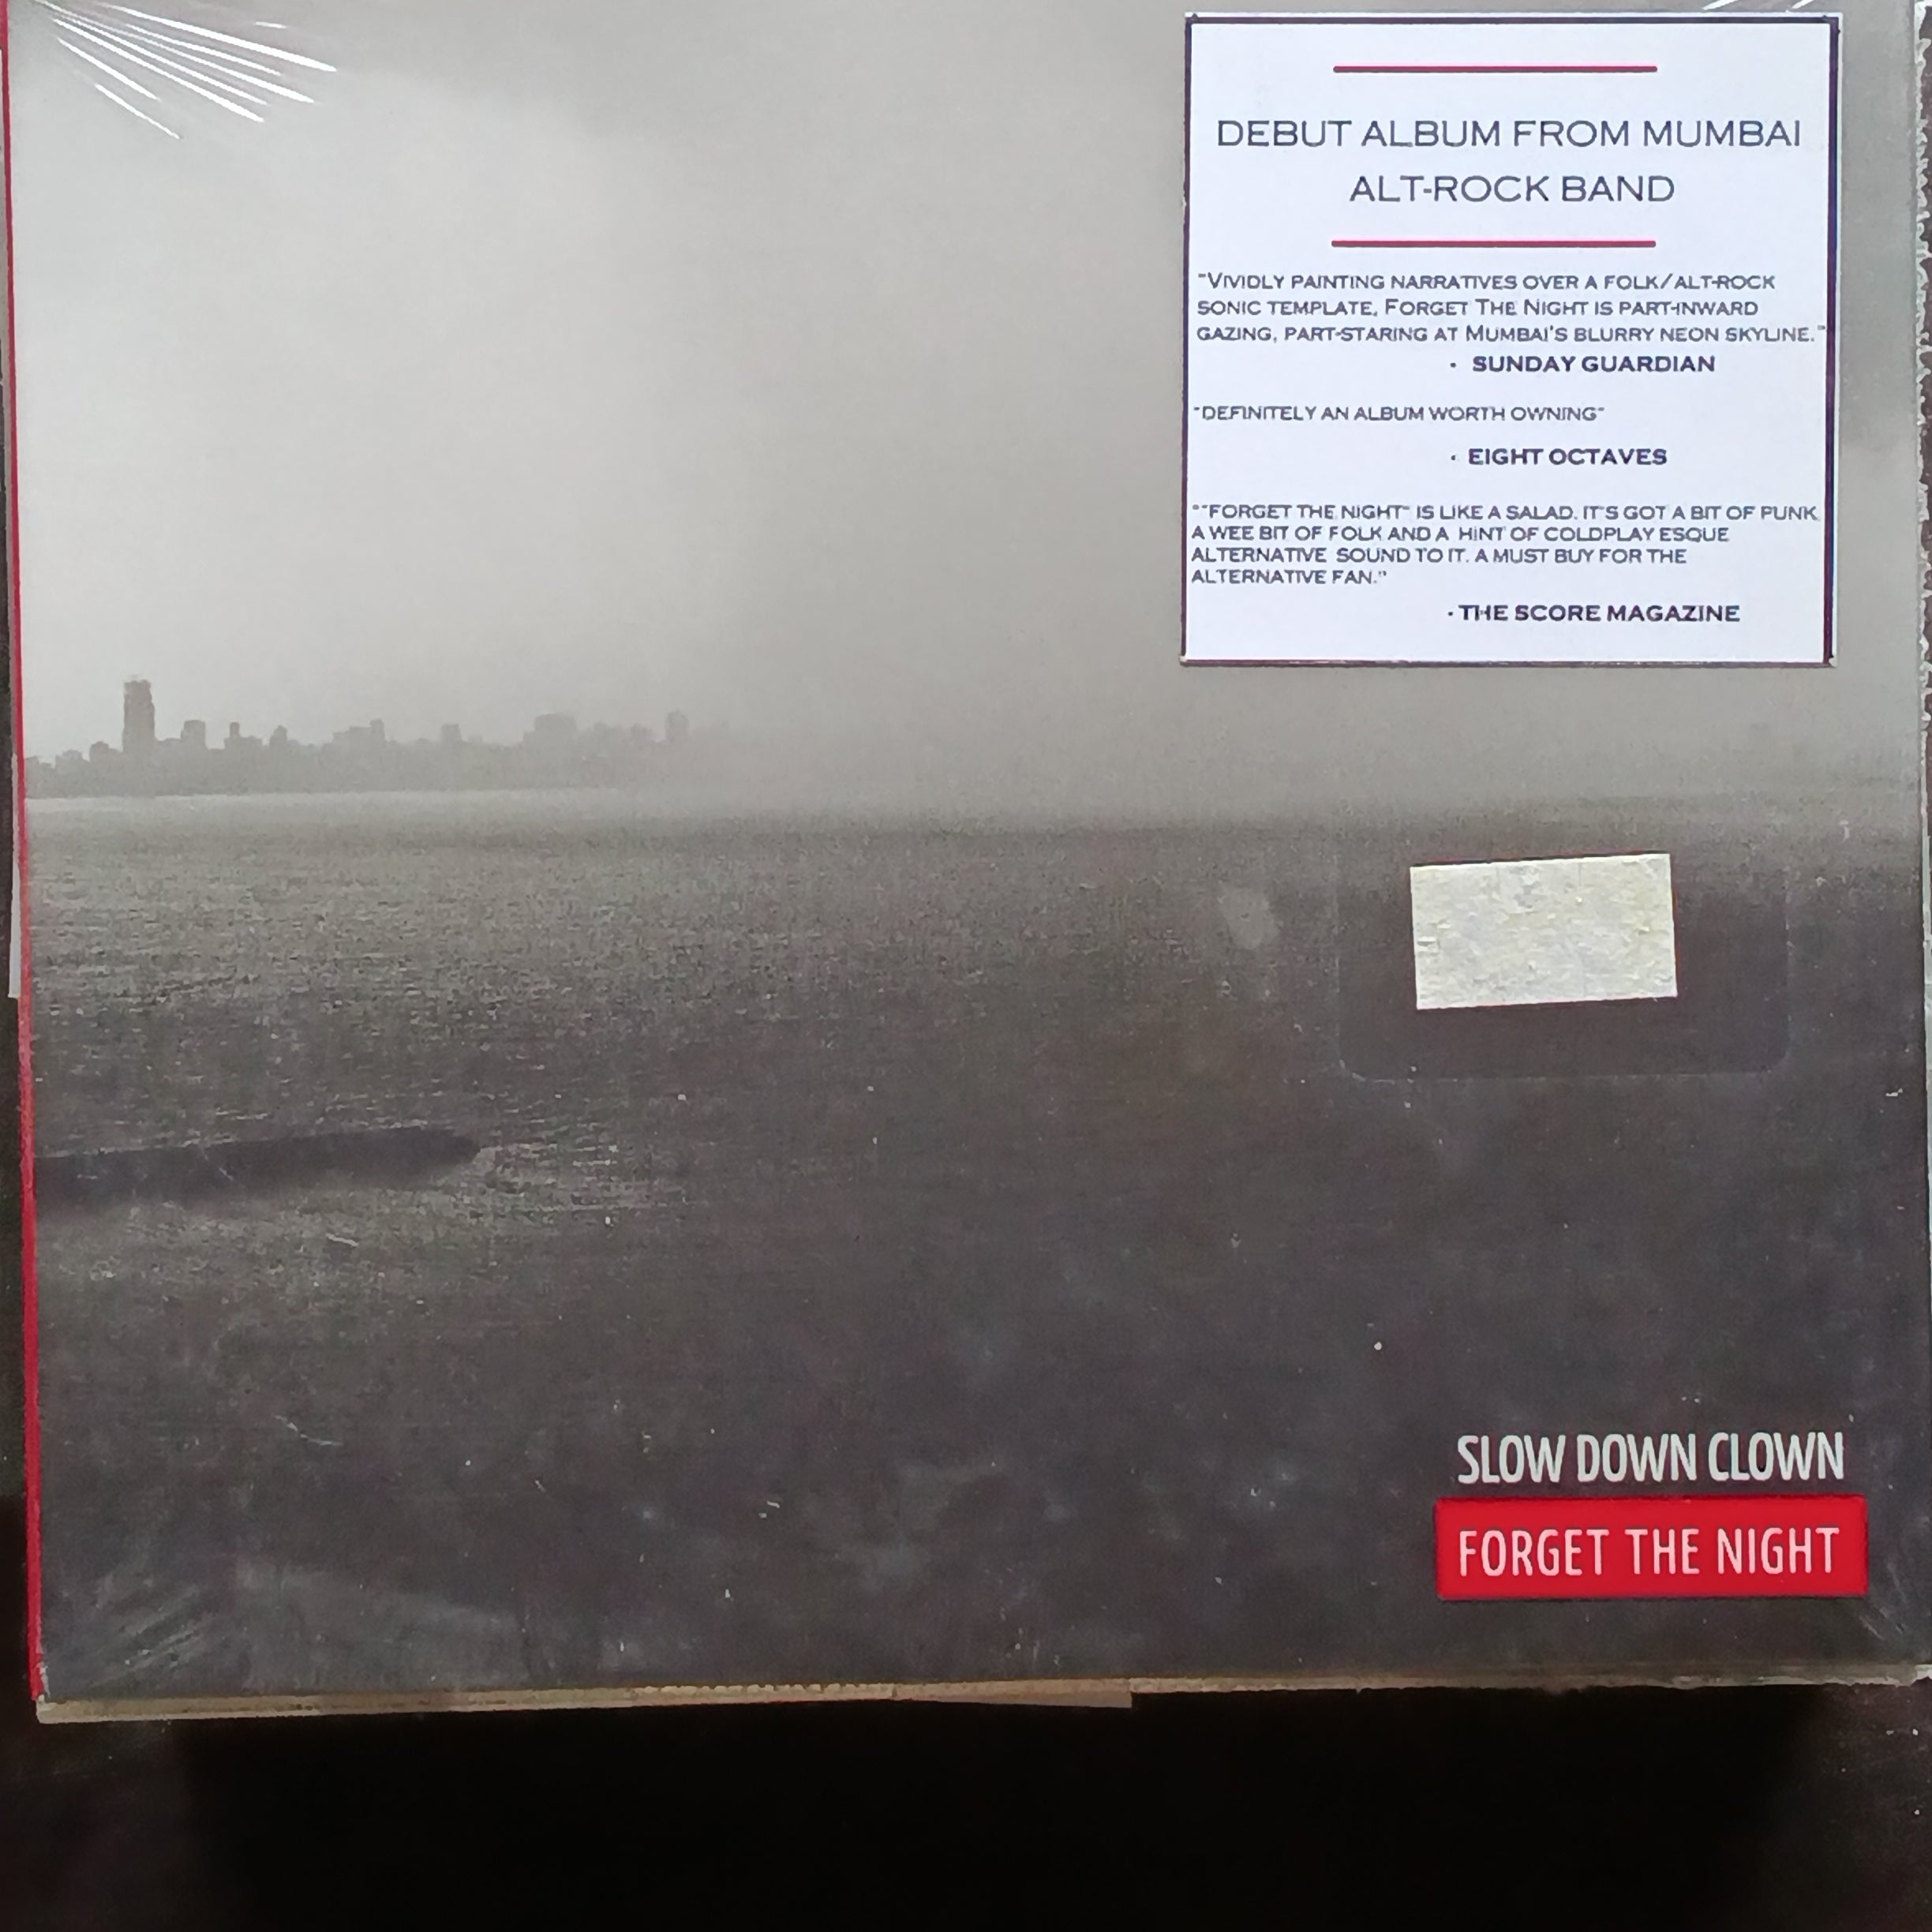 DEBUT ALBUM FROM MUMBAI
ALT-ROCK BAND
"VIVIDLY PAINTING NARRATIVES OVER A FOLK/ALT-ROCK
SONIC TEMPLATE, FORGET THE NIGHT IS PART-INWARD
GAZING, PART-STARING AT MUMBAI'S BLURRY NEON SKYLINE."
· SUNDAY GUARDIAN
"DEFINITELY AN ALBUM WORTH OWNING"
· EIGHT OCTAVES
""FORGET THE NIGHT" IS LIKE A SALAD. IT'S GOT A BIT OF PUNK
A WEE BIT OF FOLK AND A HINT OF COLDPLAY ESQUE
ALTERNATIVE SOUND TO IT. A MUST BUY FOR THE
ALTERNATIVE FAN."
· THE SCORE MAGAZINE
SLOW DOWN CLOWN
FORGET THE NIGHT